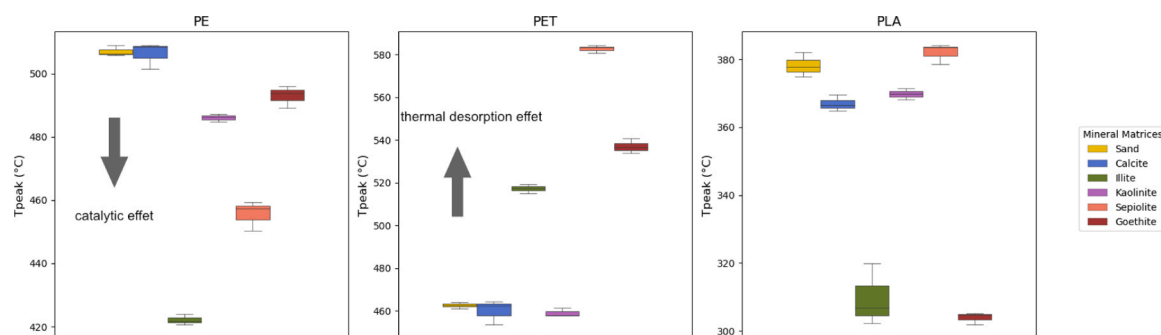 PE
Tpeak (°C)
500
480
460
440
420
catalytic effet
PET
Tpeak (°C)
580
560
540
520
500
480
460
thermal desorption effet
PLA
Tpeak (°C)
380
360
340
320
300
Mineral Matrices
Sand
Calcite
Illite
Kaolinite
Sepiolite
Goethite